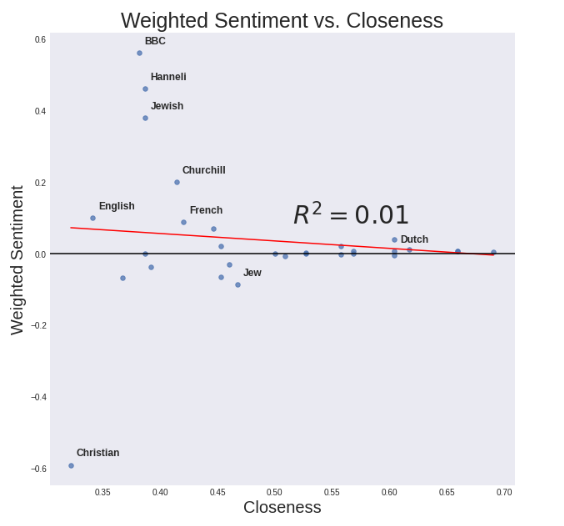 Weighted Sentiment vs. Closeness
0.6
BBC
Hanneli
0.4
Jewish
0.2
Churchill
English
French
R² = 0.01
Dutch
0.0
Jew
−0.2
−0.4
Christian
−0.6
Weighted Sentiment
0.35 0.40 0.45 0.50 0.55 0.60 0.65 0.70
Closeness